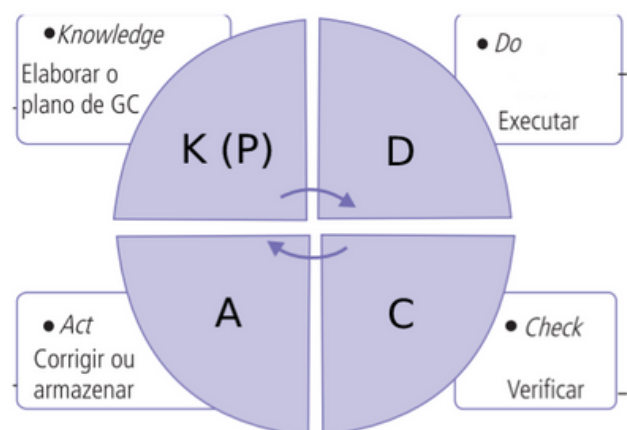 • Knowledge
Elaborar o
plano de GC
K (P)
D
• Do
Executar
A
C
• Act
Corrigir ou
armazenar
• Check
Verificar